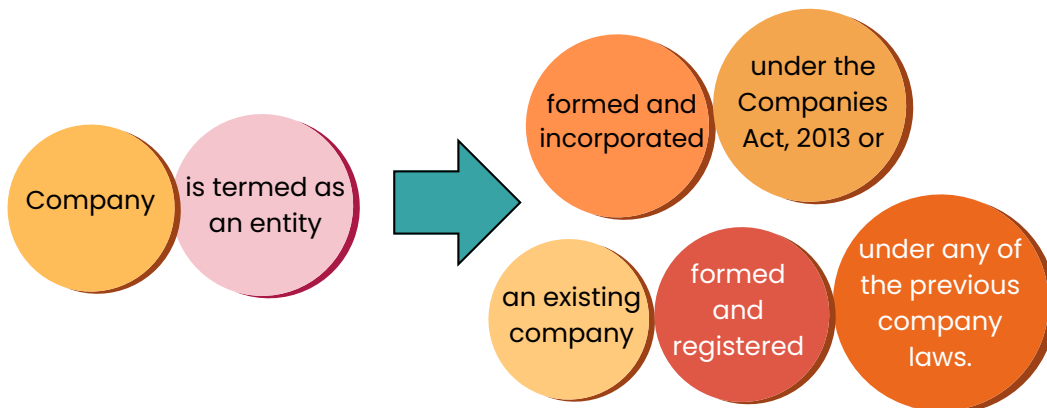 Company
is termed as
an entity
formed and
incorporated
under the
Companies
Act, 2013 or
an existing
company
formed
and
registered
under any of
the previous
company
laws.